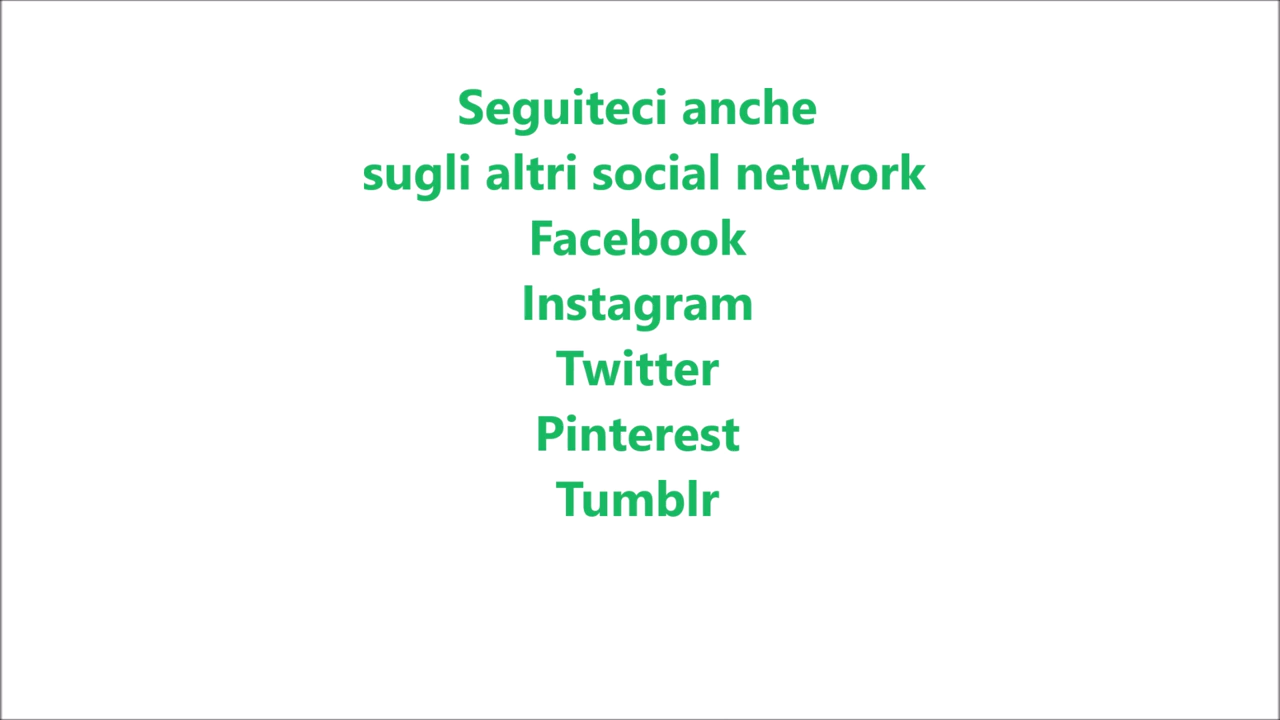 Seguiteci anche
sugli altri social network
Facebook
Instagram
Twitter
Pinterest
Tumblr